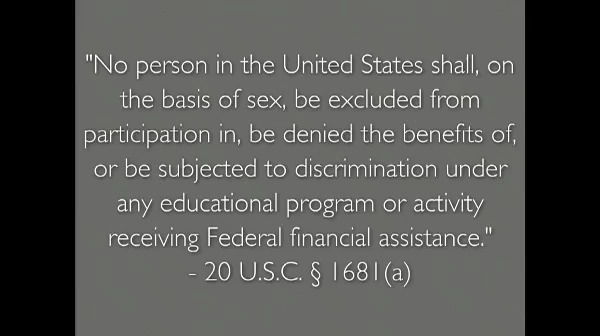 "No person in the United States shall, on
the basis of sex, be excluded from
participation in, be denied the benefits of,
or be subjected to discrimination under
any educational program or activity
receiving Federal financial assistance."
- 20 U.S.C. § 1681(a)